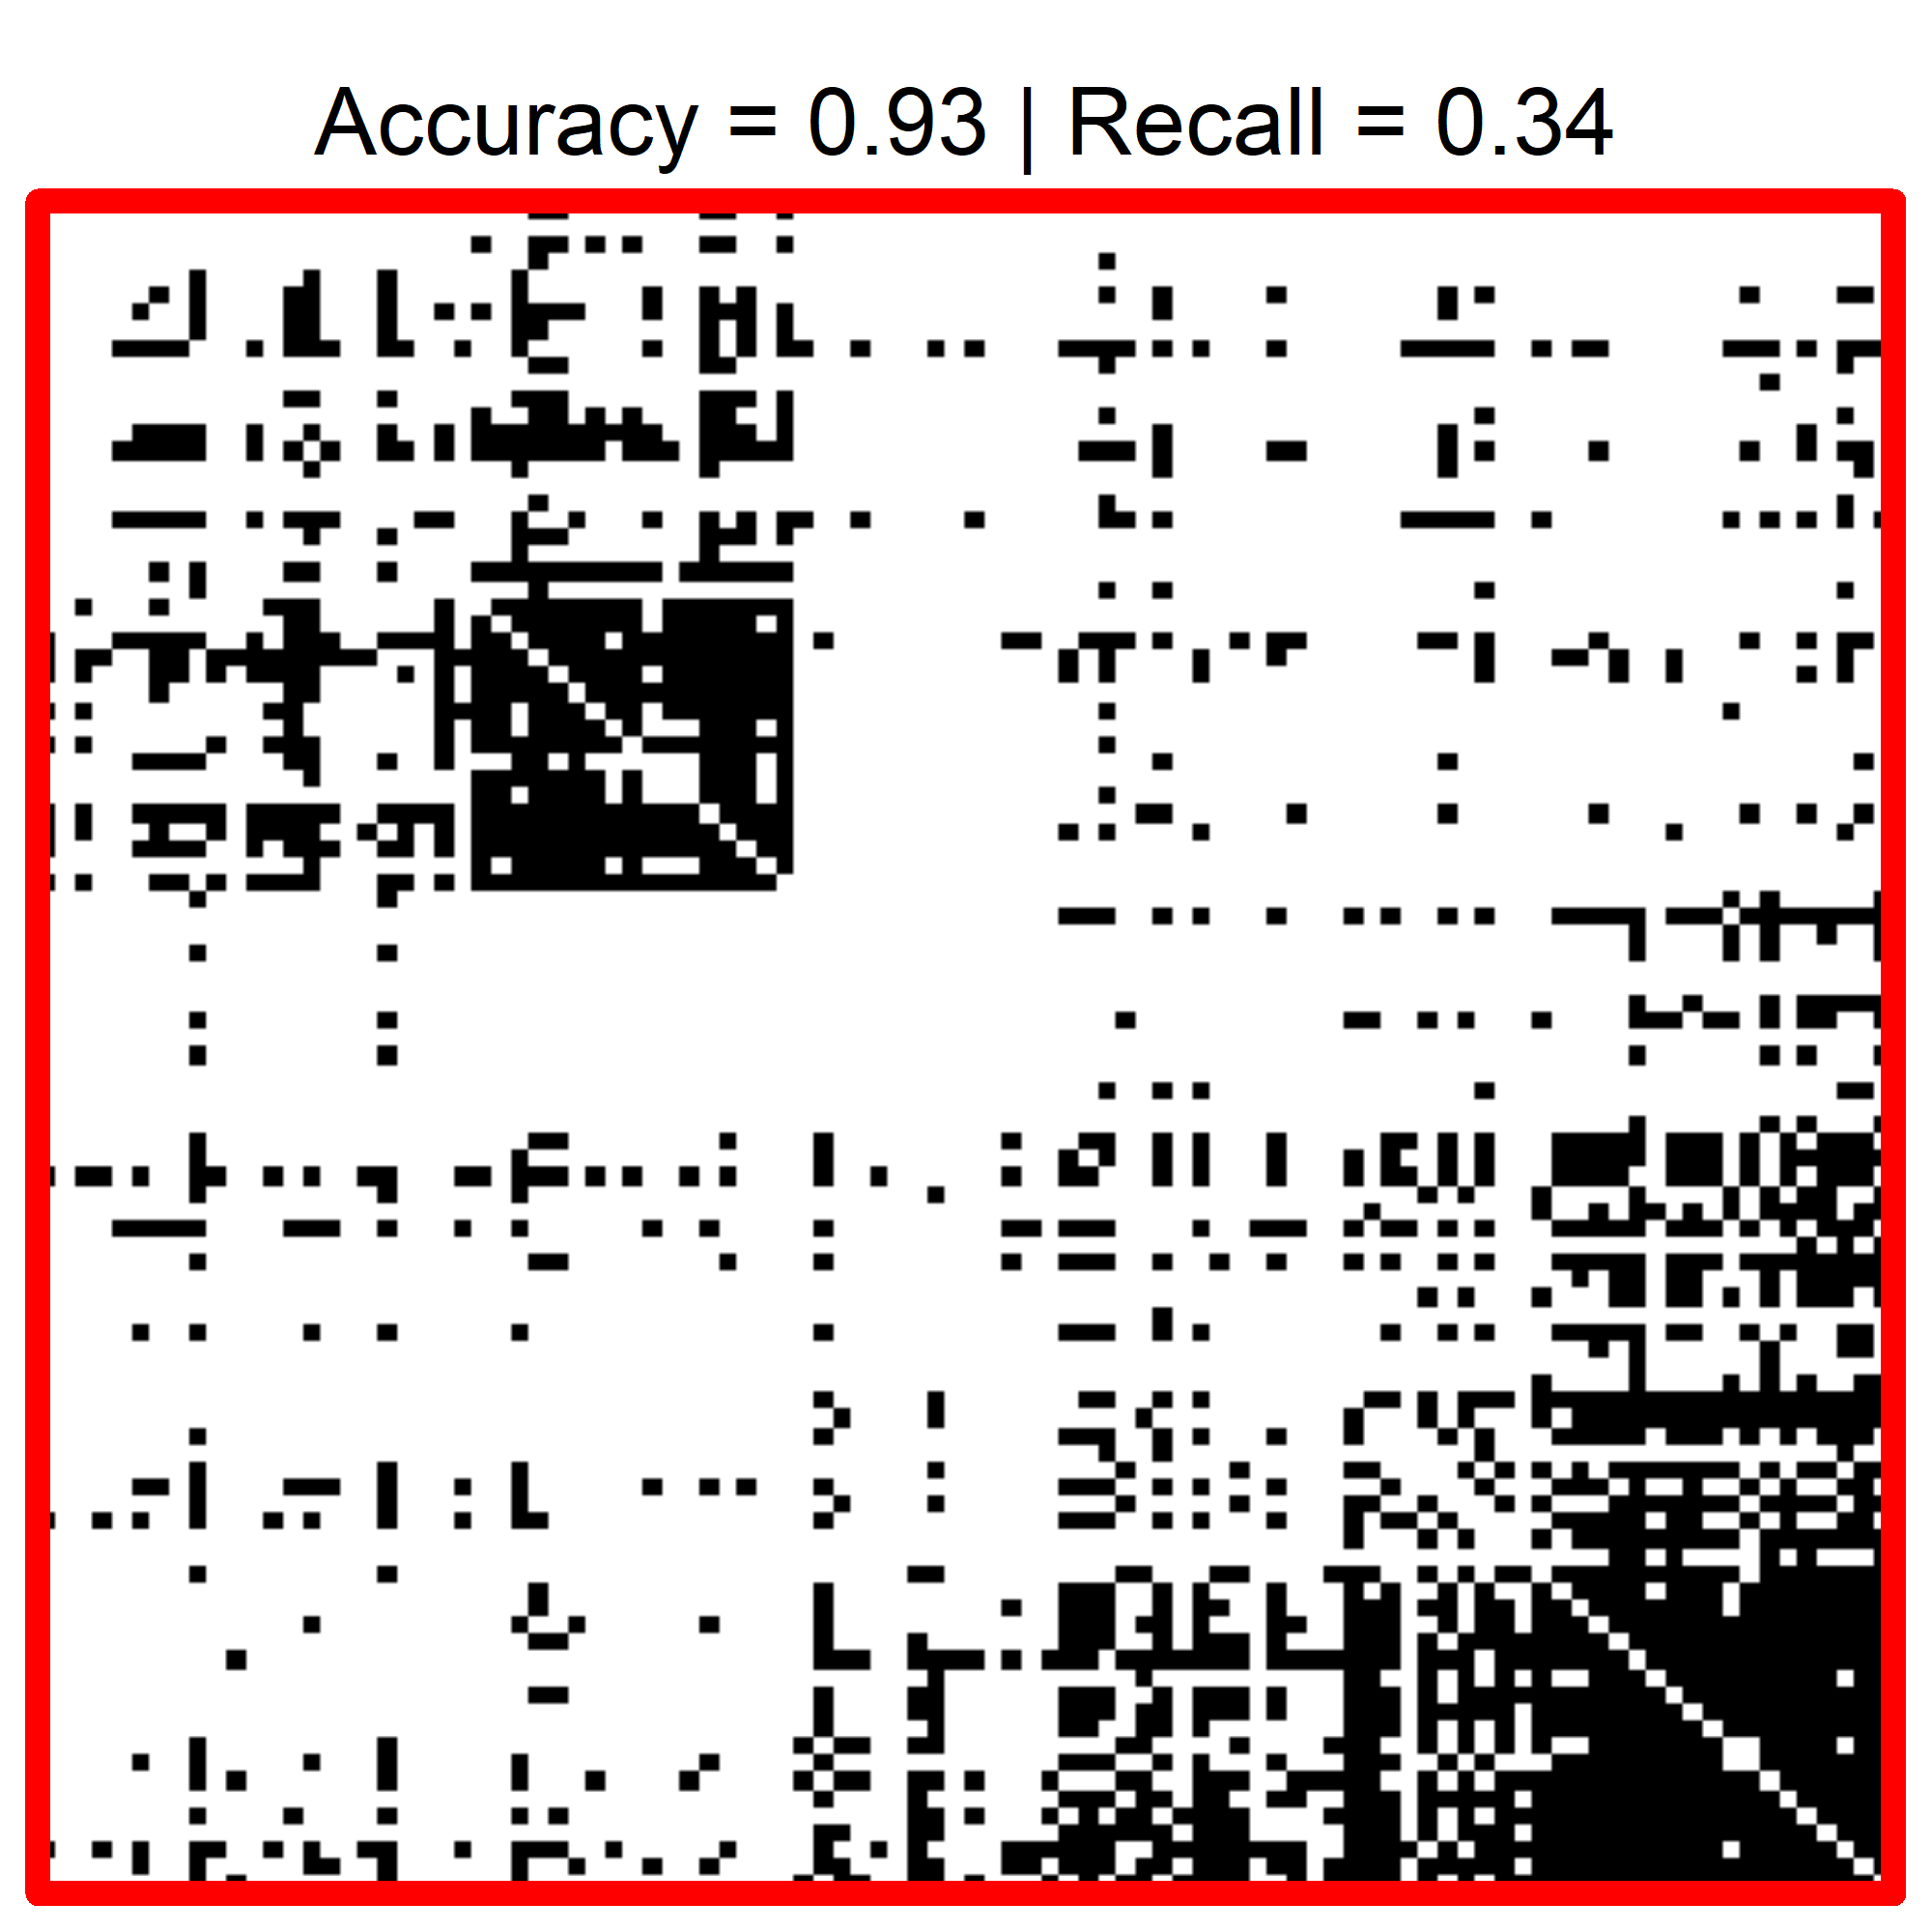 Accuracy = 0.93 | Recall = 0.34